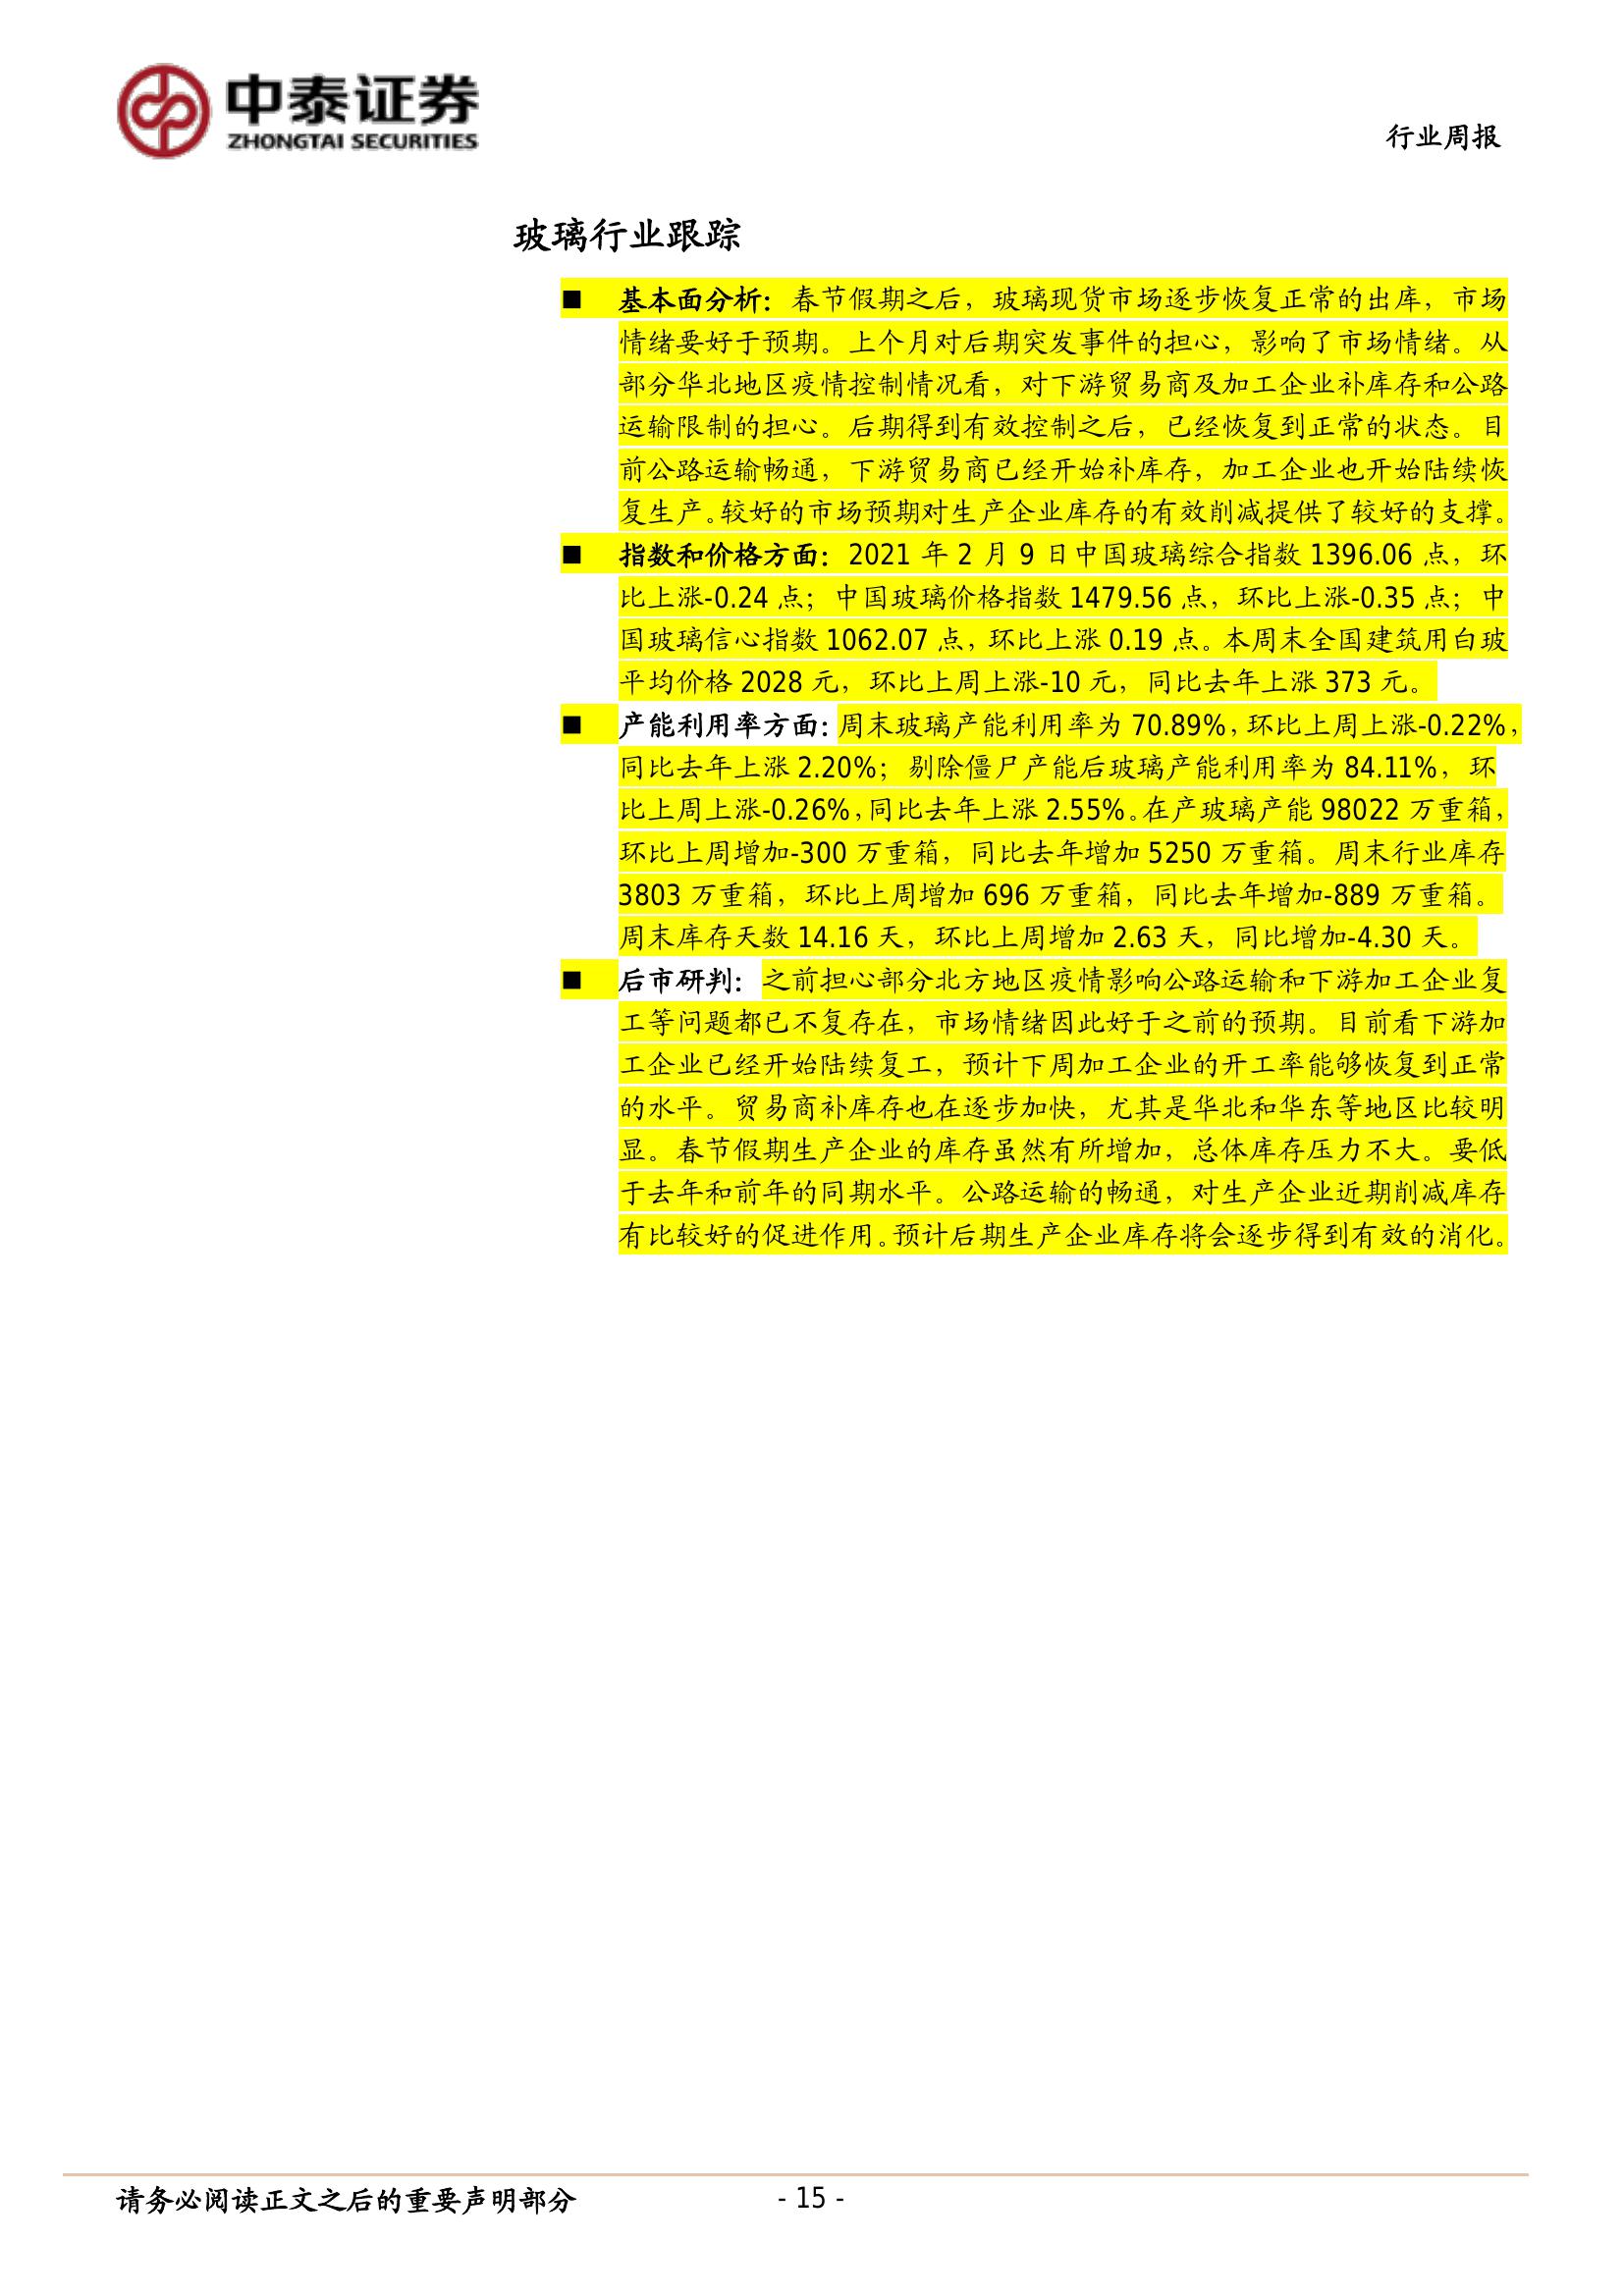 中泰证券
ZHONGTAI SECURITIES
行业周报
玻璃行业跟踪
■ 基本面分析：春节假期之后，玻璃现货市场逐步恢复正常的出库，市场
情绪要好于预期。上个月对后期突发事件的担心，影响了市场情绪。从
部分华北地区疫情控制情况看，对下游贸易商及加工企业补库存和公路
运输限制的担心。后期得到有效控制之后，已经恢复到正常的状态。目
前公路运输畅通，下游贸易商已经开始补库存，加工企业也开始陆续恢
复生产。较好的市场预期对生产企业库存的有效削减提供了较好的支撑。
■ 指数和价格方面：2021 年 2 月 9 日中国玻璃综合指数 1396.06 点，环
比上涨-0.24 点；中国玻璃价格指数 1479.56 点，环比上涨-0.35 点；中
国玻璃信心指数 1062.07 点，环比上涨 0.19 点。本周末全国建筑用白玻
平均价格 2028 元，环比上周上涨-10 元，同比去年上涨 373 元。
■ 产能利用率方面：周末玻璃产能利用率为 70.89%，环比上周上涨-0.22%，
同比去年上涨 2.20%；剔除僵尸产能后玻璃产能利用率为 84.11%，环
比上周上涨-0.26%，同比去年上涨 2.55%。在产玻璃产能 98022 万重箱，
环比上周增加-300 万重箱，同比去年增加 5250 万重箱。周末行业库存
3803 万重箱，环比上周增加 696 万重箱，同比去年增加-889 万重箱。
周末库存天数 14.16 天，环比上周增加 2.63 天，同比增加-4.30 天。
■ 后市研判：之前担心部分北方地区疫情影响公路运输和下游加工企业复
工等问题都已不复存在，市场情绪因此好于之前的预期。目前看下游加
工企业已经开始陆续复工，预计下周加工企业的开工率能够恢复到正常
的水平。贸易商补库存也在逐步加快，尤其是华北和华东等地区比较明
显。春节假期生产企业的库存虽然有所增加，总体库存压力不大。要低
于去年和前年的同期水平。公路运输的畅通，对生产企业近期削减库存
有比较好的促进作用。预计后期生产企业库存将会逐步得到有效的消化。
请务必阅读正文之后的重要声明部分
- 15 -